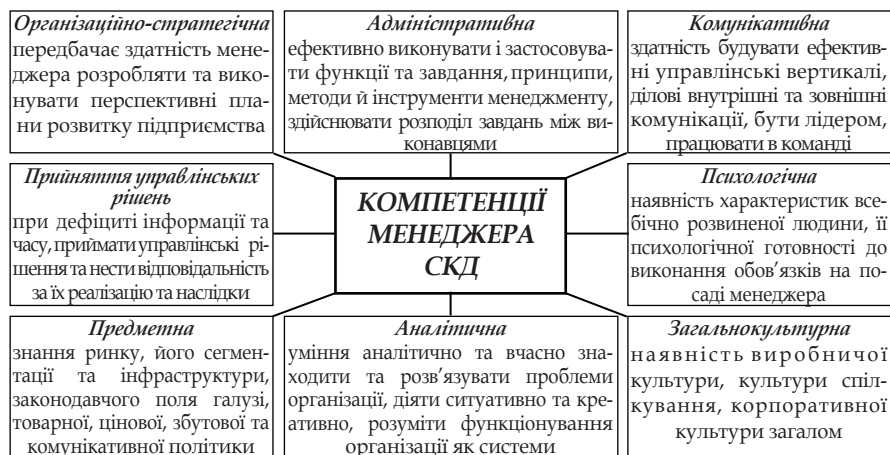 Організаційно-стратегічна
передбачає здатність мене-
джера розробляти та вико-
нувати перспективні пла-
ни розвитку підприємства
Адміністративна
ефективно виконувати і застосовува-
ти функції та завдання, принципи,
методи й інструменти менеджменту,
здійснювати розподіл завдань між ви-
конавцями
Комунікативна
здатність будувати ефектив-
ні управлінські вертикалі,
ділові внутрішні та зовнішні
комунікації, бути лідером,
працювати в команді
Прийняття управлінських
рішень
при дефіциті інформації та
часу, приймати управлінські рі-
шення та нести відповідальність
за їх реалізацію та наслідки
КОМПЕТЕНЦІЇ
МЕНЕДЖЕРА
СКД
Психологічна
наявність характеристик все-
бічно розвиненої людини, її
психологічної готовності до
виконання обов’язків на по-
саді менеджера
Предметна
знання ринку, його сегмен-
тації та інфраструктури,
законодавчого поля галузі,
товарної, цінової, збутової та
комунікативної політики
Аналітична
уміння аналітично та вчасно зна-
ходити та розв’язувати проблеми
організації, діяти ситуативно та кре-
ативно, розуміти функціонування
організації як системи
Загальнокультурна
наявність виробничої
культури, культури спіл-
кування, корпоративної
культури загалом